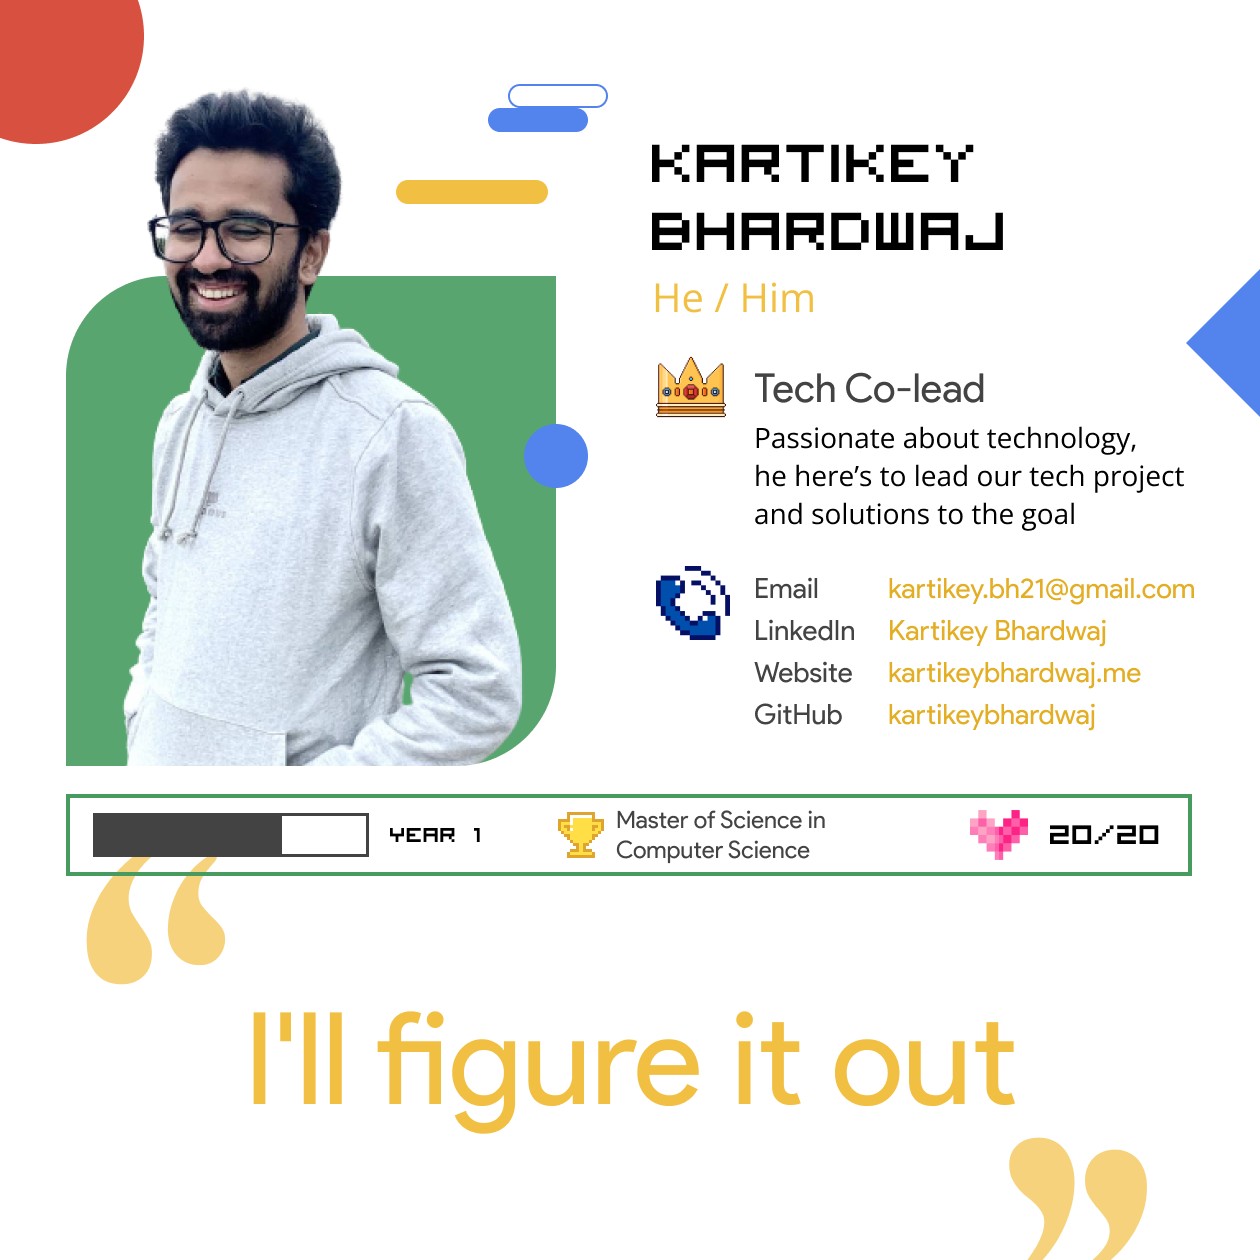 KARTIKEY
BHARDWAJ
He / Him
Tech Co-lead
Passionate about technology,
he here’s to lead our tech project
and solutions to the goal
Email kartikey.bh21@gmail.com
LinkedIn Kartikey Bhardwaj
Website kartikeybhardwaj.me
GitHub kartikeybhardwaj
YEAR 1
Master of Science in
Computer Science
20/20
“
I'll figure it out
”